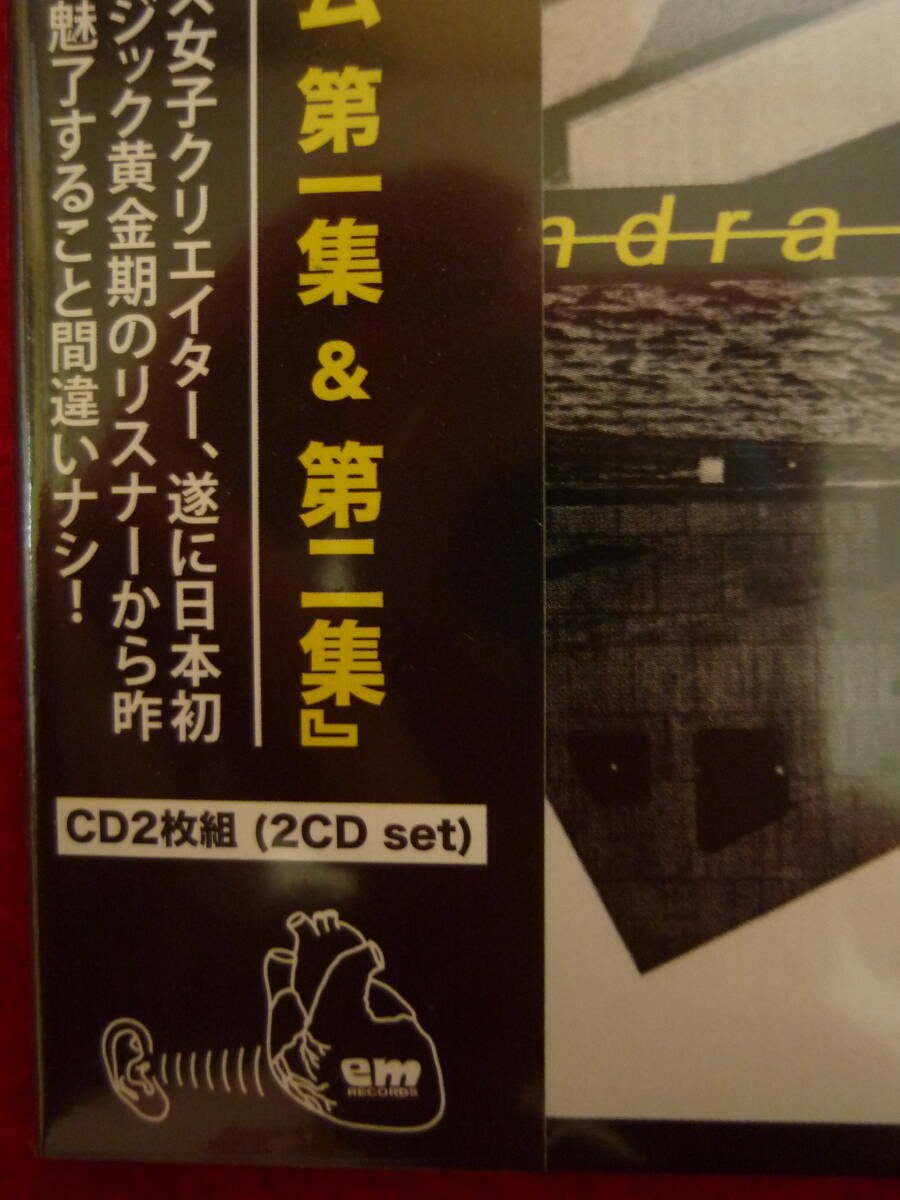 第一集 & 第二集』
ス女子クリエイター、遂に日本初
ジック黄金期のリスナーから昨
魅了すること間違いナシ！
ndra
CD2枚組 (2CD set)
em
RECORDS